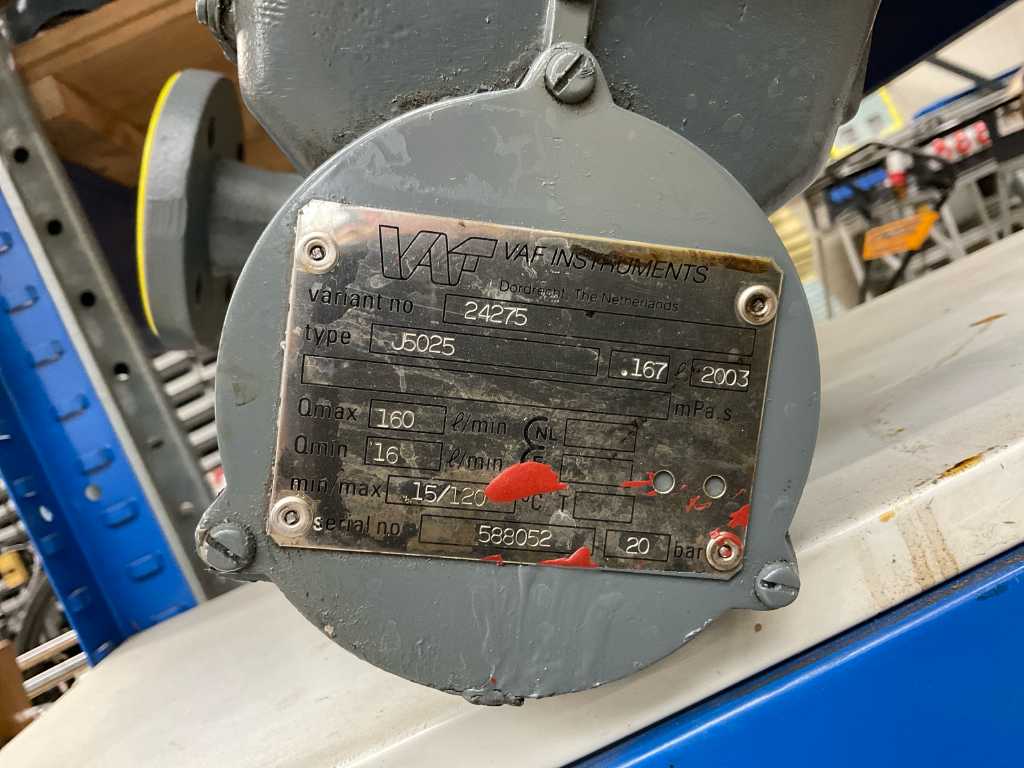 VAF VAF INSTRUMENTS
Dordrecht, The Netherlands
variant no 24275
type J5025 .167 ℓ 2003
mPa.s
Qmax 160 ℓ/min NL
Qmin 16 ℓ/min
min/max .15/120 °C T
serial no 588052 20 bar